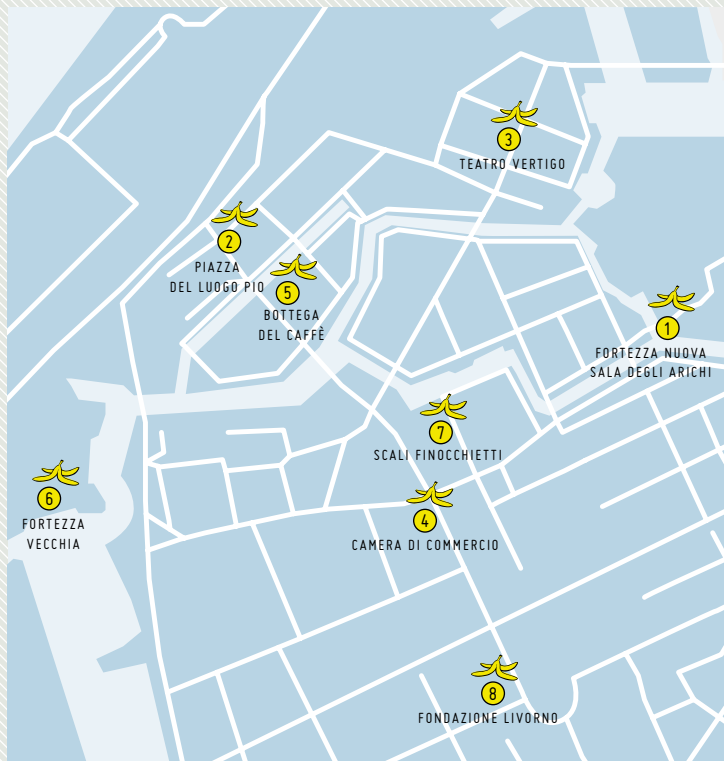 3
TEATRO VERTIGO
2
PIAZZA
DEL LUOGO PIO
5
BOTTEGA
DEL CAFFÈ
1
FORTEZZA NUOVA
SALA DEGLI ARICHI
7
SCALI FINOCCHIETTI
6
FORTEZZA
VECCHIA
4
CAMERA DI COMMERCIO
8
FONDAZIONE LIVORNO